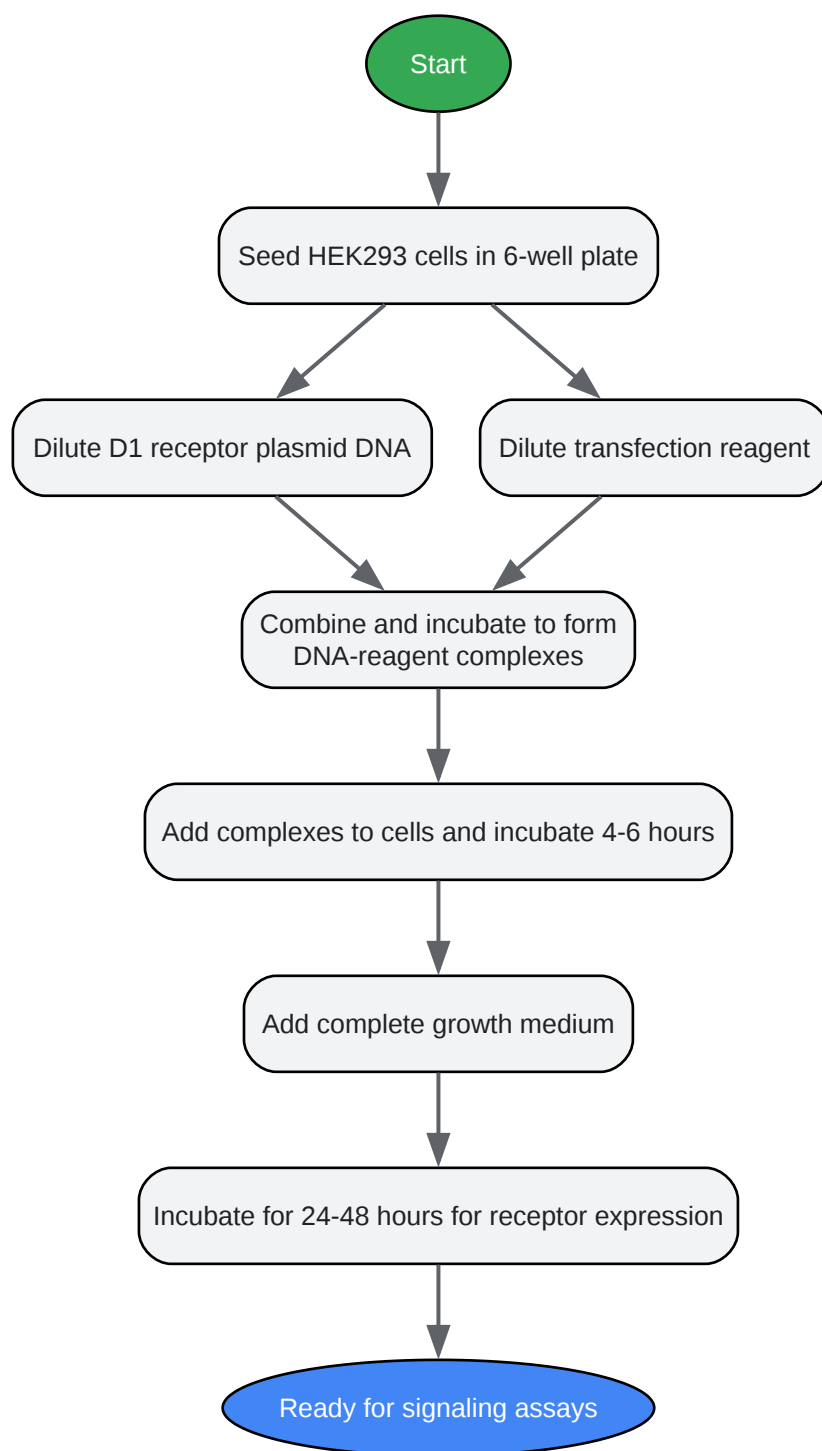 Start
Seed HEK293 cells in 6-well plate
Dilute D1 receptor plasmid DNA
Dilute transfection reagent
Combine and incubate to form
DNA-reagent complexes
Add complexes to cells and incubate 4-6 hours
Add complete growth medium
Incubate for 24-48 hours for receptor expression
Ready for signaling assays